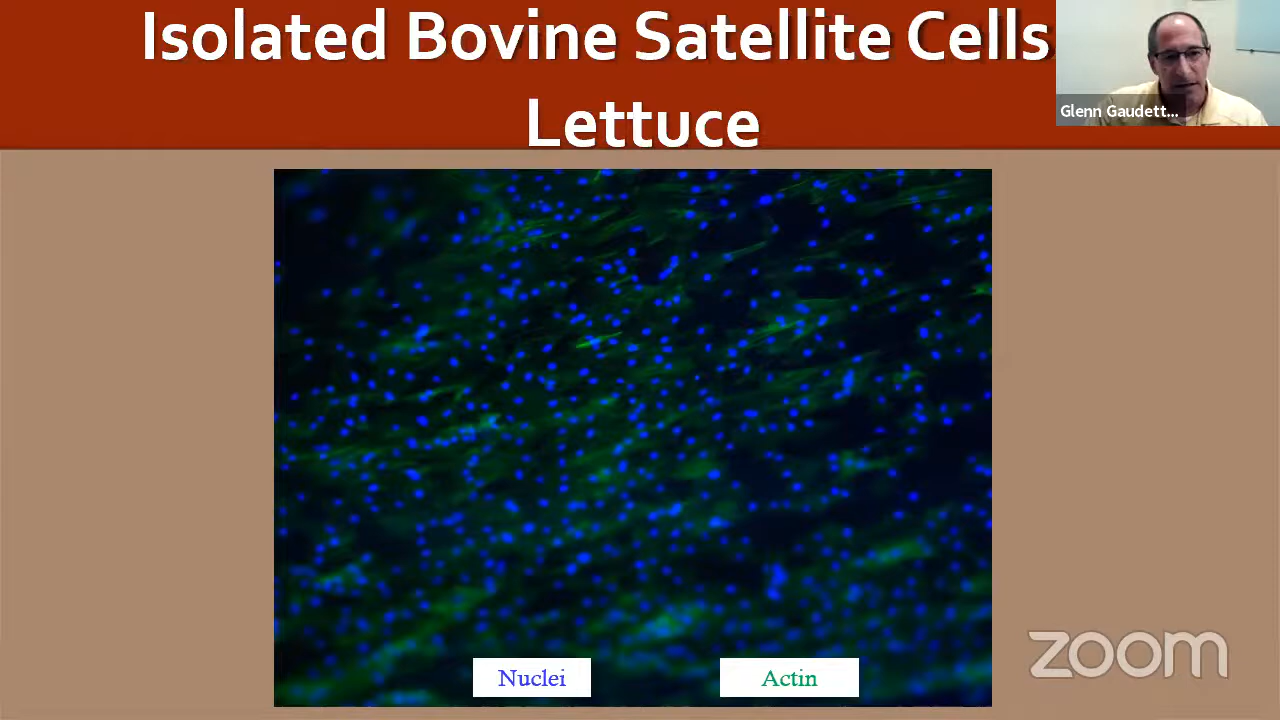 Isolated Bovine Satellite Cells
Lettuce
Glenn Gaudett...
Nuclei
Actin
zoom